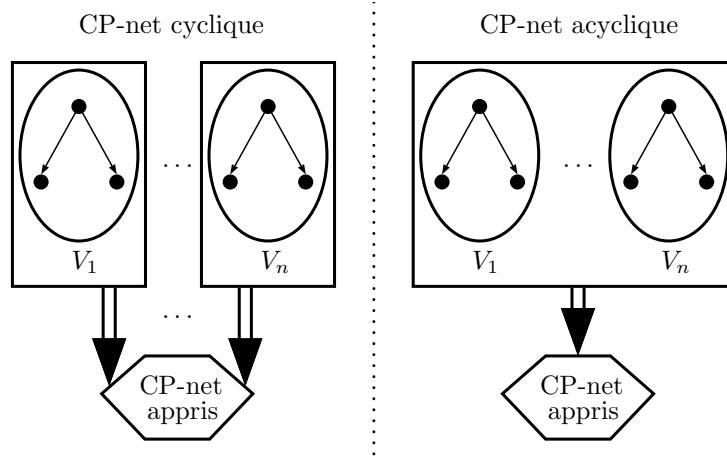 CP-net cyclique
CP-net acyclique
. . .
. . .
V₁
Vₙ
V₁
Vₙ
. . .
CP-net
appris
CP-net
appris